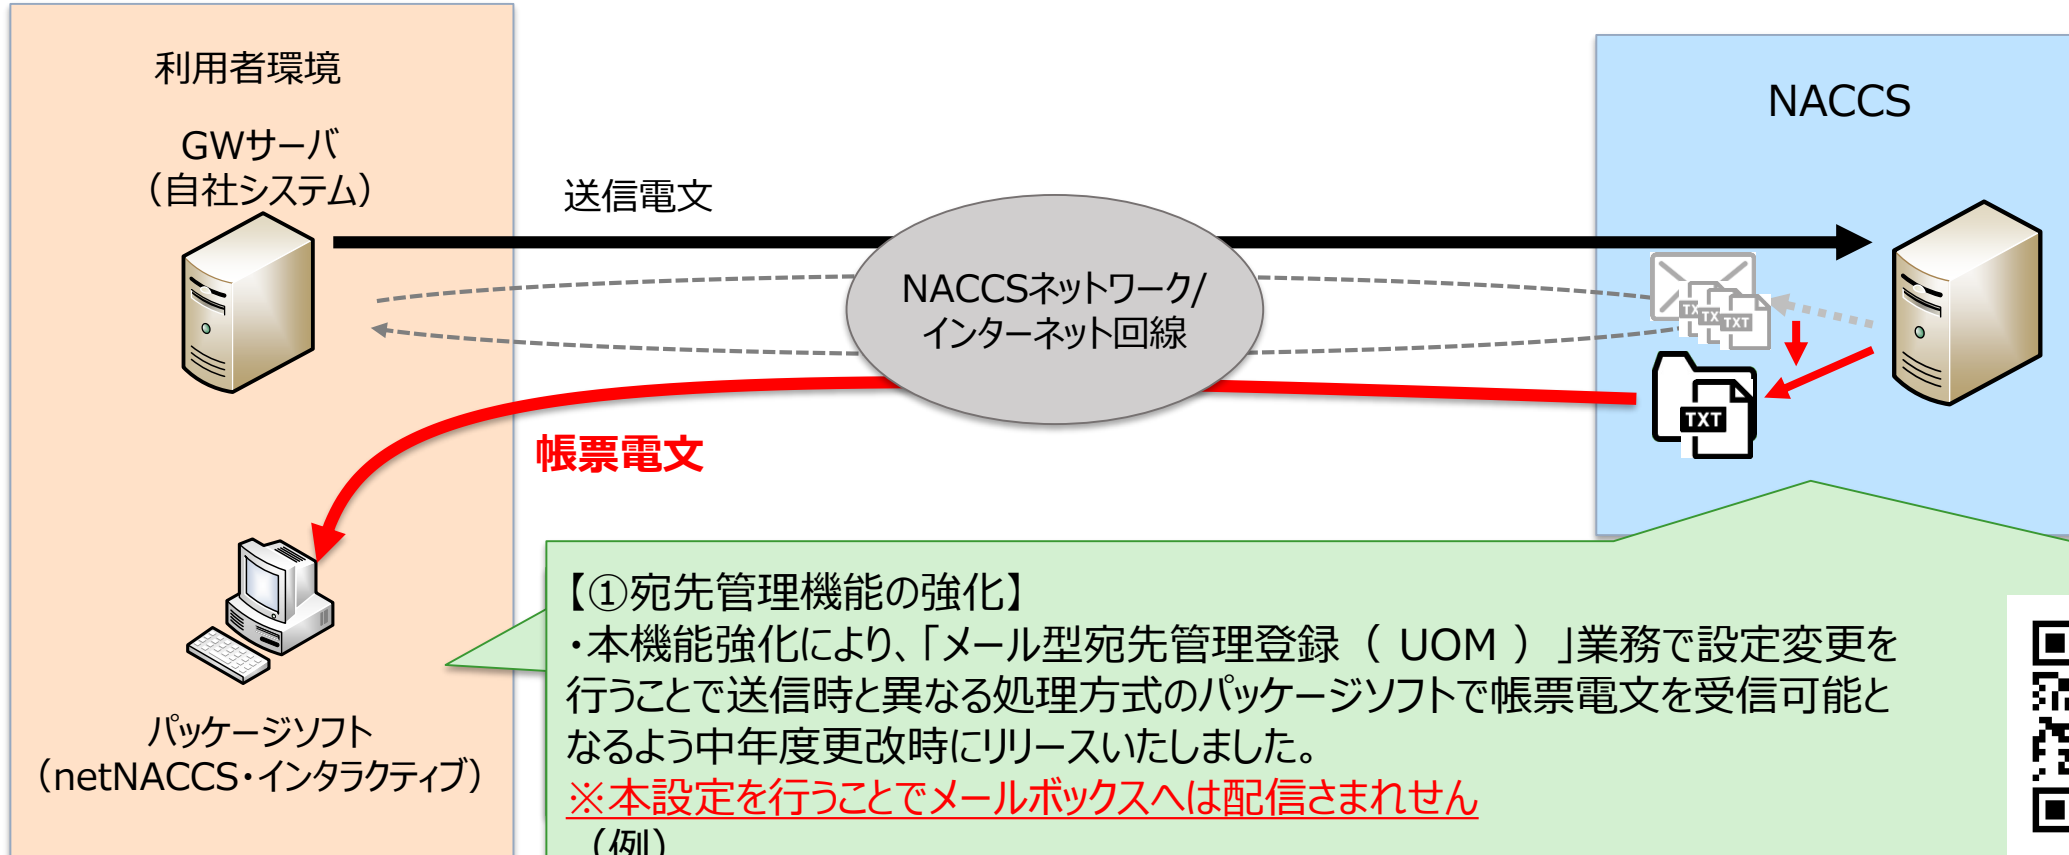 利用者環境
GWサーバ
（自社システム）
送信電文
NACCS
NACCSネットワーク/
インターネット回線
TXT
TXT
TXT
TXT
帳票電文
パッケージソフト
（netNACCS・インタラクティブ）
【①宛先管理機能の強化】
・本機能強化により、「メール型宛先管理登録（ UOM ）」業務で設定変更を
行うことで送信時と異なる処理方式のパッケージソフトで帳票電文を受信可能と
なるよう中年度更改時にリリースいたしました。
※本設定を行うことでメールボックスへは配信さまれせん
（例）